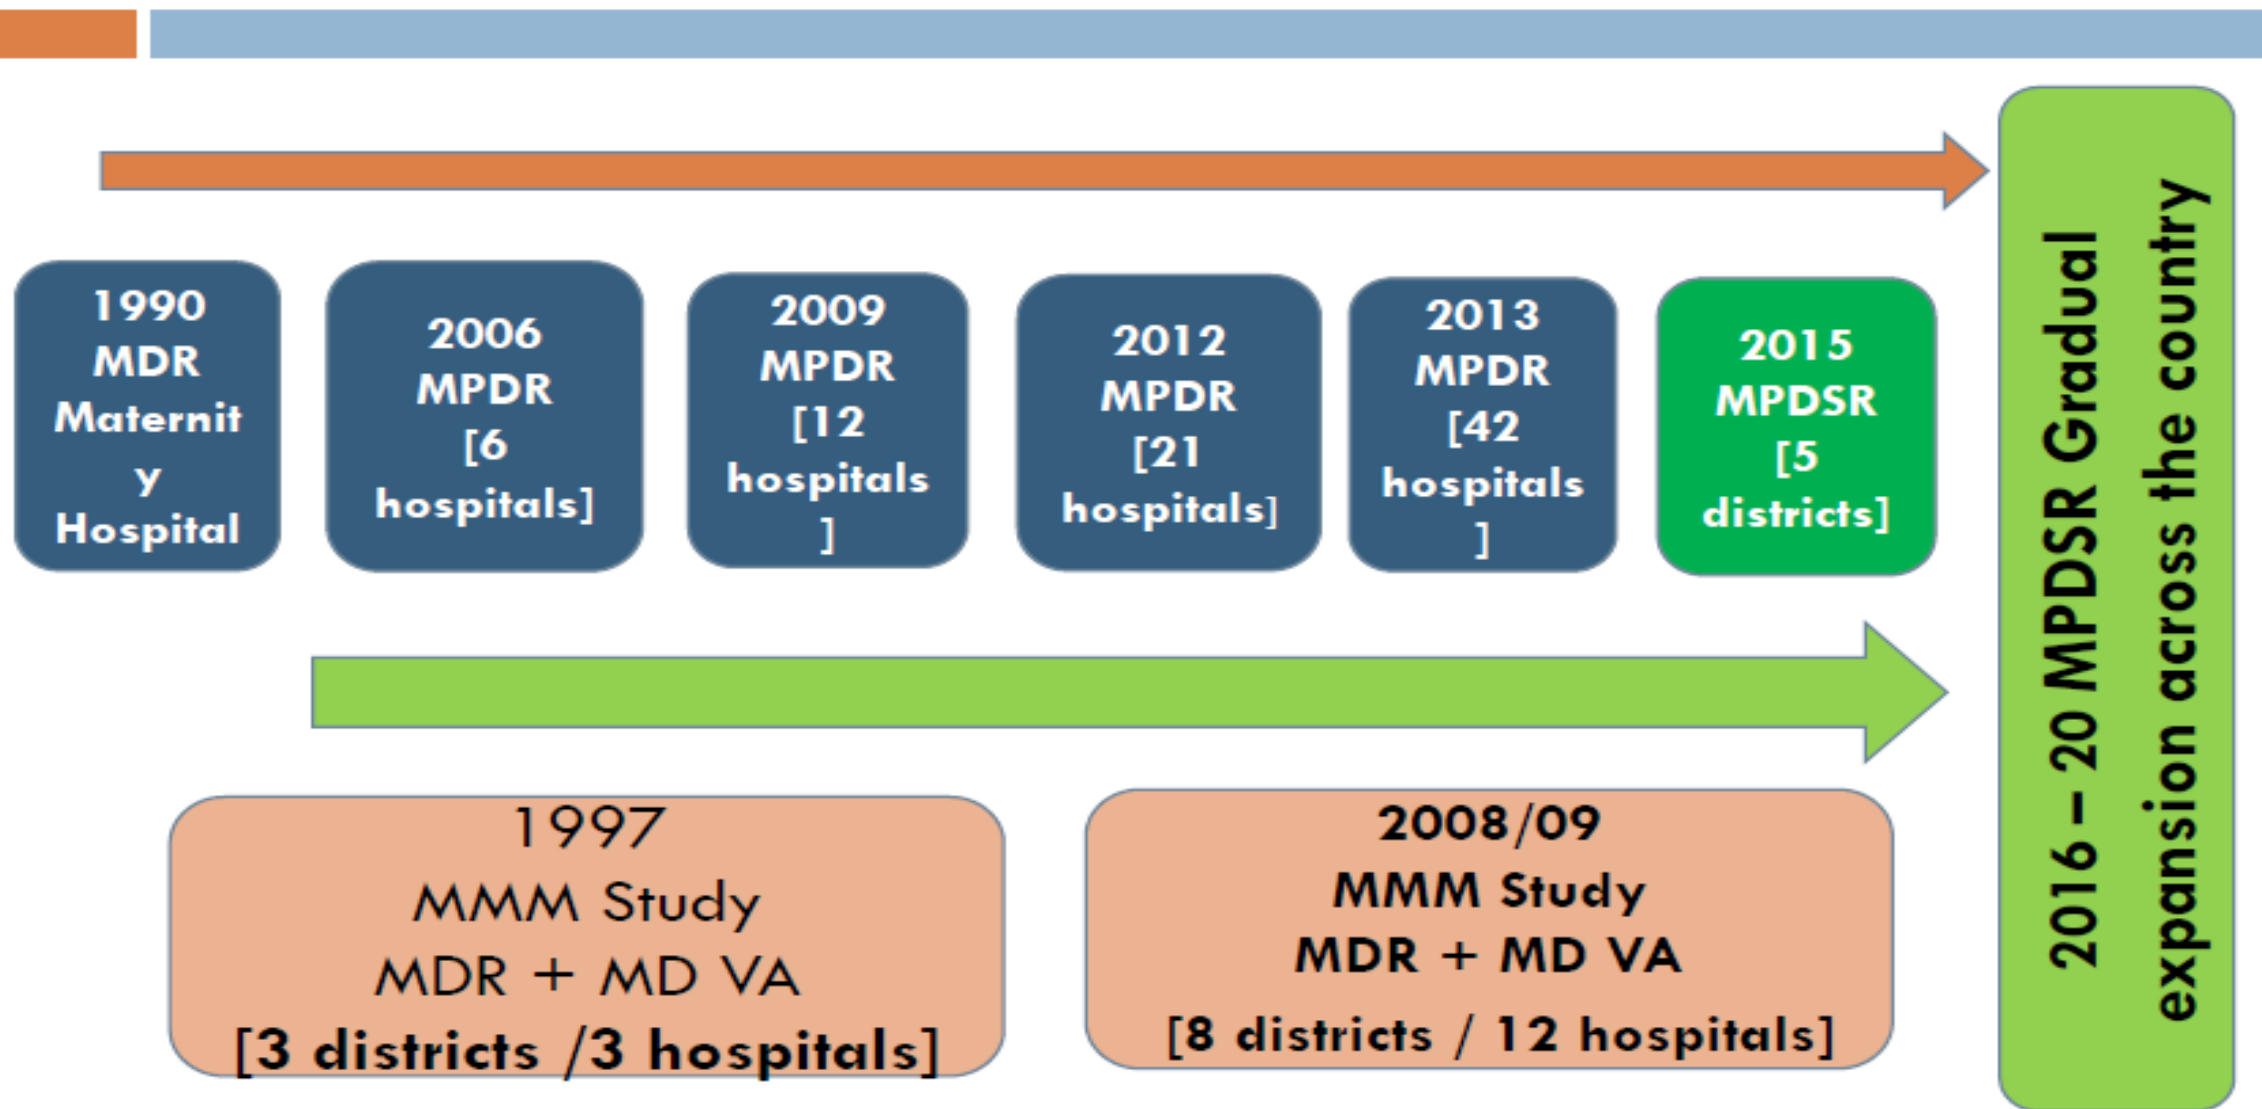 1990
MDR
Maternit
y
Hospital
2006
MPDR
[6
hospitals]
2009
MPDR
[12
hospitals
]
2012
MPDR
[21
hospitals]
2013
MPDR
[42
hospitals
]
2015
MPDSR
[5
districts]
1997
MMM Study
MDR + MD VA
[3 districts /3 hospitals]
2008/09
MMM Study
MDR + MD VA
[8 districts / 12 hospitals]
2016 – 20 MPDSR Gradual
expansion across the country